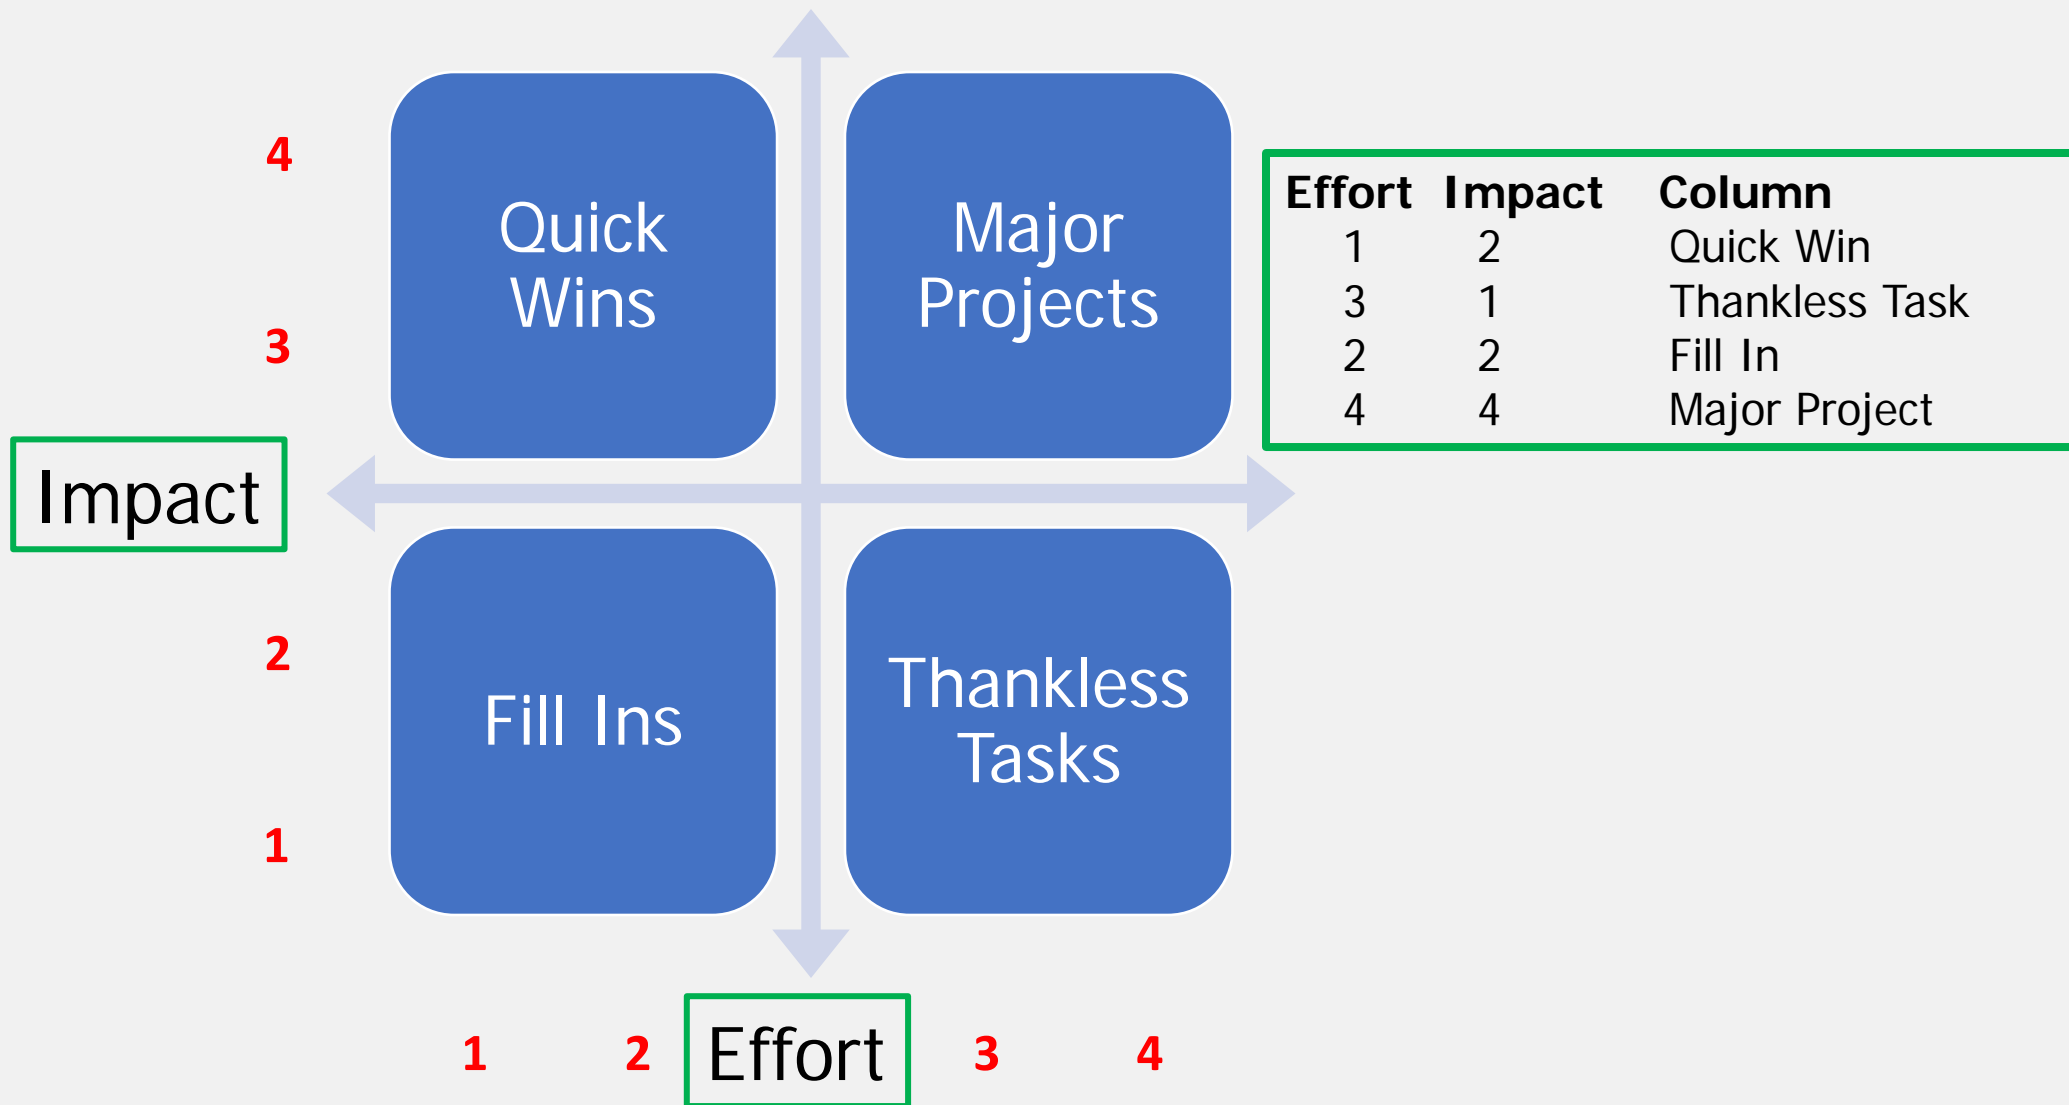 4
3
2
1
Impact
Quick
Wins
Major
Projects
Fill Ins
Thankless
Tasks
1 2 Effort 3 4
Effort Impact Column
1 2 Quick Win
3 1 Thankless Task
2 2 Fill In
4 4 Major Project